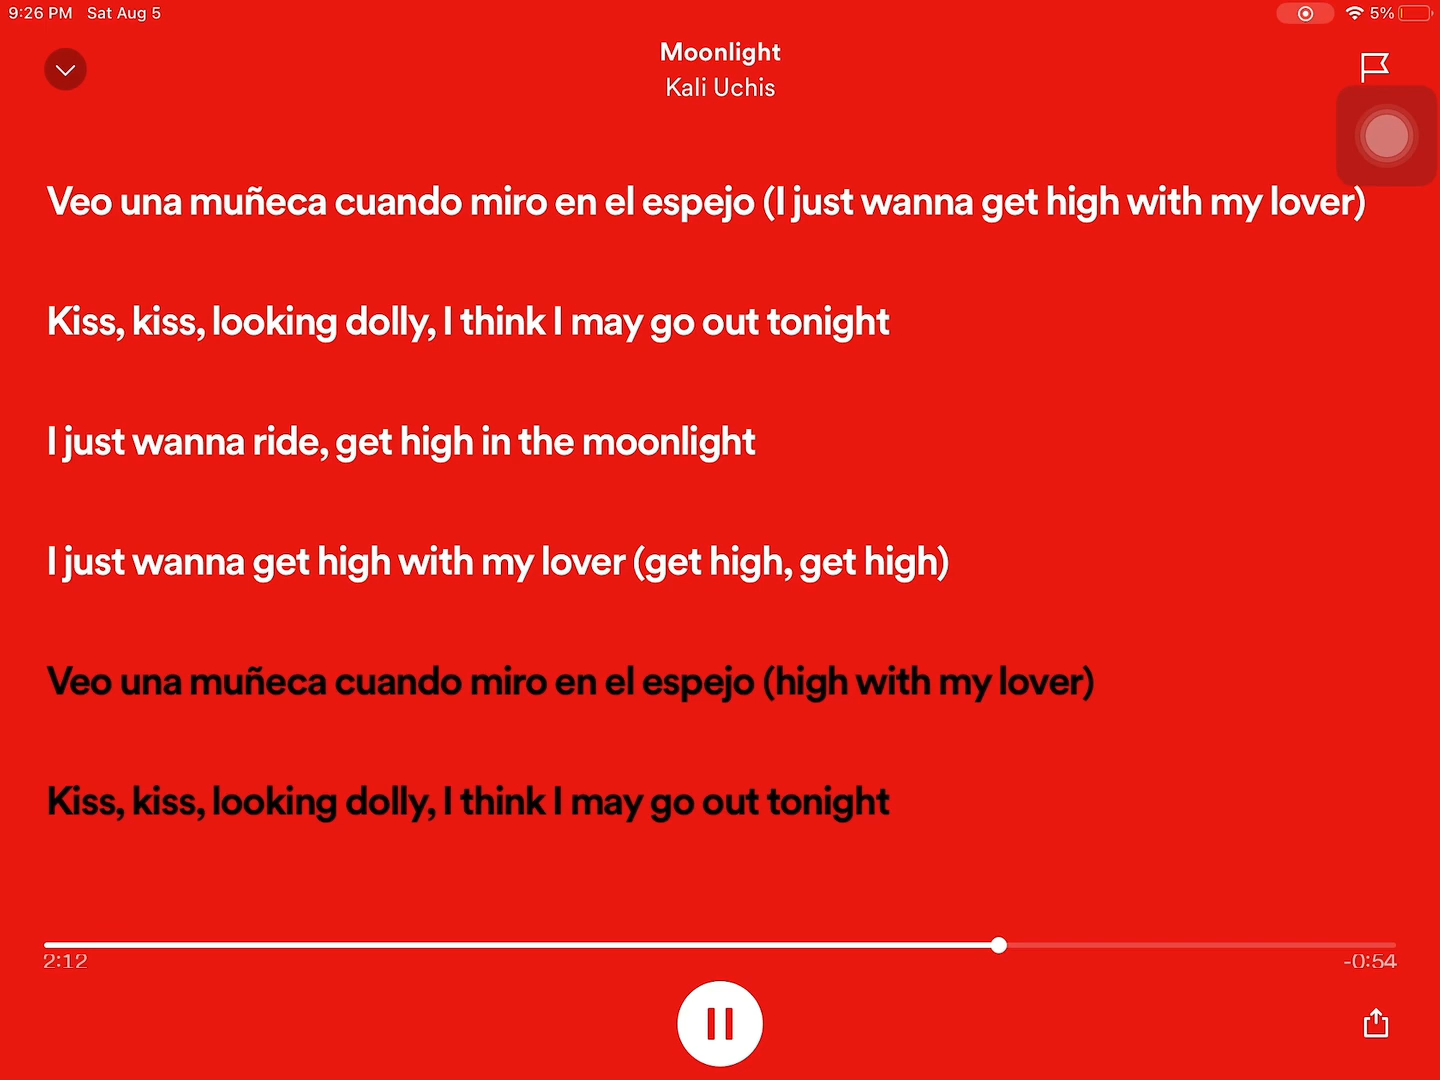 9:26 PM Sat Aug 5 5%
Moonlight
Kali Uchis
Veo una muñeca cuando miro en el espejo (I just wanna get high with my lover)
Kiss, kiss, looking dolly, I think I may go out tonight
I just wanna ride, get high in the moonlight
I just wanna get high with my lover (get high, get high)
Veo una muñeca cuando miro en el espejo (high with my lover)
Kiss, kiss, looking dolly, I think I may go out tonight
2:12 -0:54